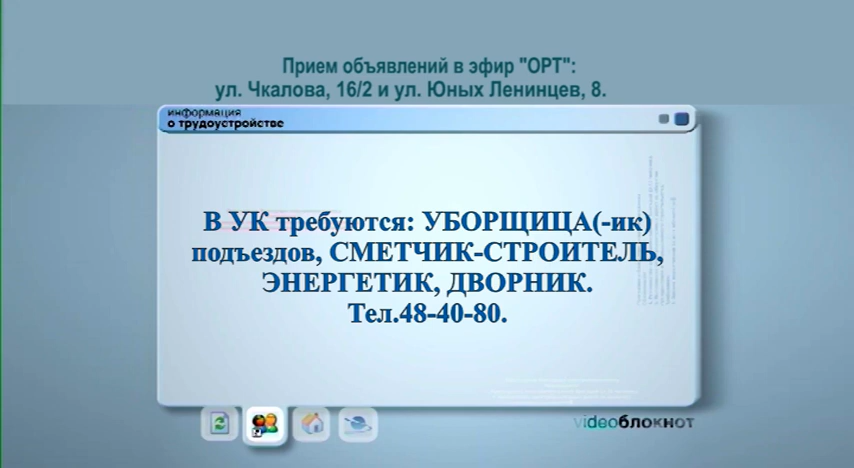 Прием объявлений в эфир "ОРТ":
ул. Чкалова, 16/2 и ул. Юных Ленинцев, 8.
информация
о трудоустройстве
В УК требуются: УБОРЩИЦА(-ик)
подъездов, СМЕТЧИК-СТРОИТЕЛЬ,
ЭНЕРГЕТИК, ДВОРНИК.
Тел.48-40-80.
videoблокнот